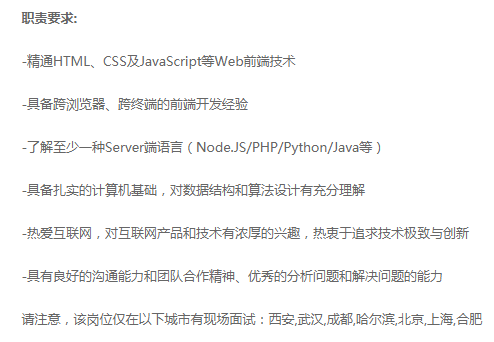 职责要求:
-精通HTML、CSS及JavaScript等Web前端技术
-具备跨浏览器、跨终端的前端开发经验
-了解至少一种Server端语言（Node.JS/PHP/Python/Java等）
-具备扎实的计算机基础，对数据结构和算法设计有充分理解
-热爱互联网，对互联网产品和技术有浓厚的兴趣，热衷于追求技术极致与创新
-具有良好的沟通能力和团队合作精神、优秀的分析问题和解决问题的能力
请注意，该岗位仅在以下城市有现场面试：西安,武汉,成都,哈尔滨,北京,上海,合肥